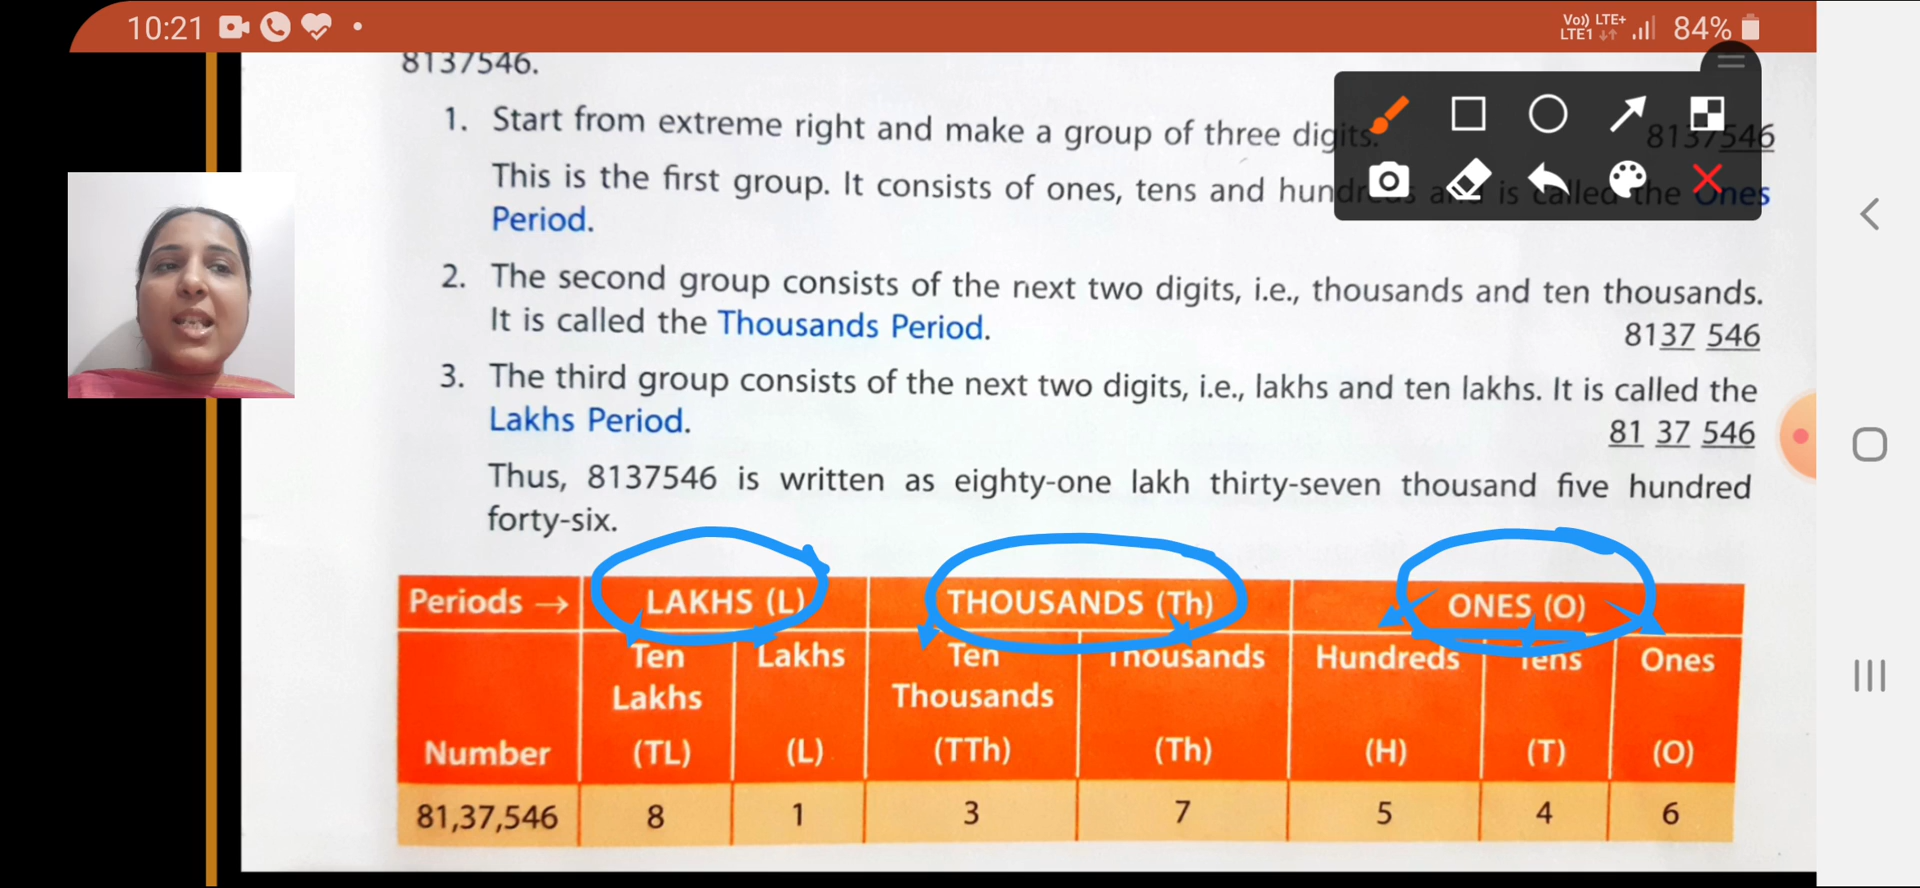 10:21
Vo)) LTE+
LTE1
84%
8137546.
1. Start from extreme right and make a group of three digits. 8137546
This is the first group. It consists of ones, tens and hundreds and is called the Ones
Period.
2. The second group consists of the next two digits, i.e., thousands and ten thousands.
It is called the Thousands Period. 8137 546
3. The third group consists of the next two digits, i.e., lakhs and ten lakhs. It is called the
Lakhs Period. 81 37 546
Thus, 8137546 is written as eighty-one lakh thirty-seven thousand five hundred
forty-six.
Periods → LAKHS (L) THOUSANDS (Th) ONES (O)
Ten Lakhs Ten Thousands Hundreds Tens Ones
Lakhs Thousands
Number (TL) (L) (TTh) (Th) (H) (T) (O)
81,37,546 8 1 3 7 5 4 6